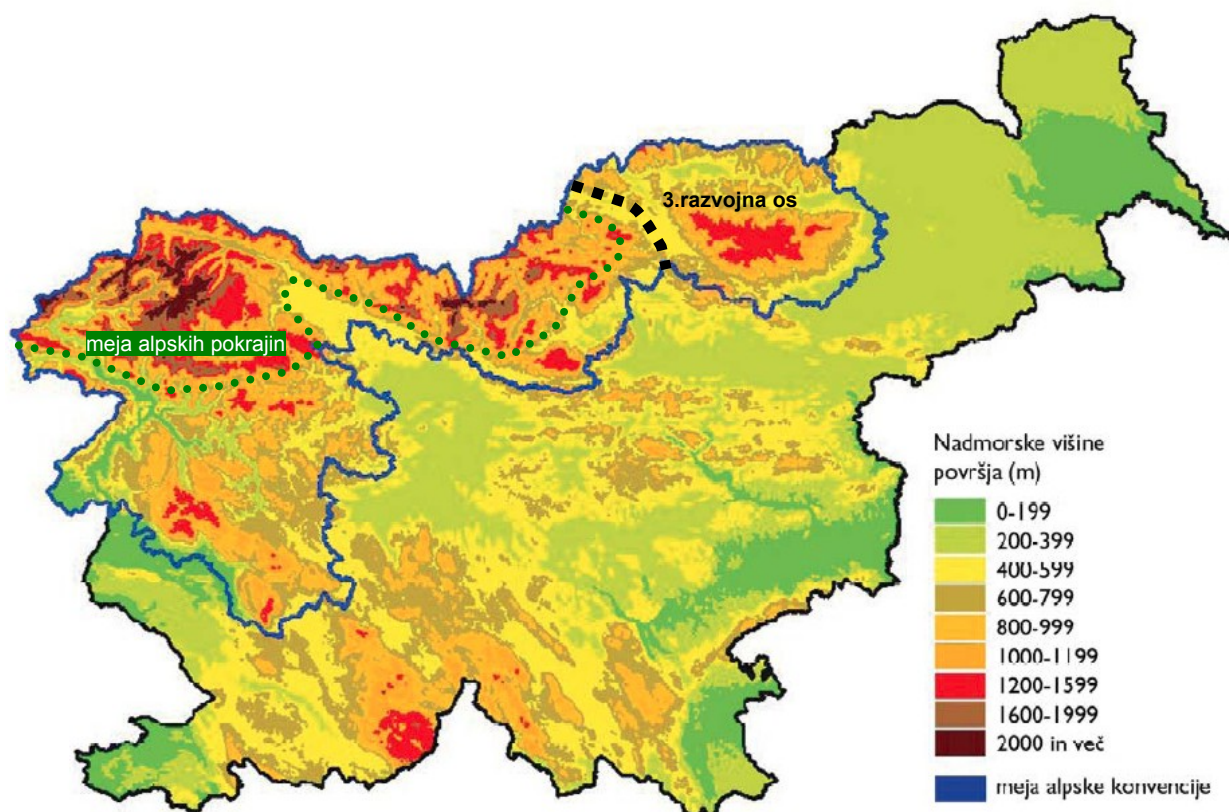 3.razvojna os
meja alpskih pokrajin
Nadmorske višine
površja (m)
0-199
200-399
400-599
600-799
800-999
1000-1199
1200-1599
1600-1999
2000 in več
meja alpske konvencije